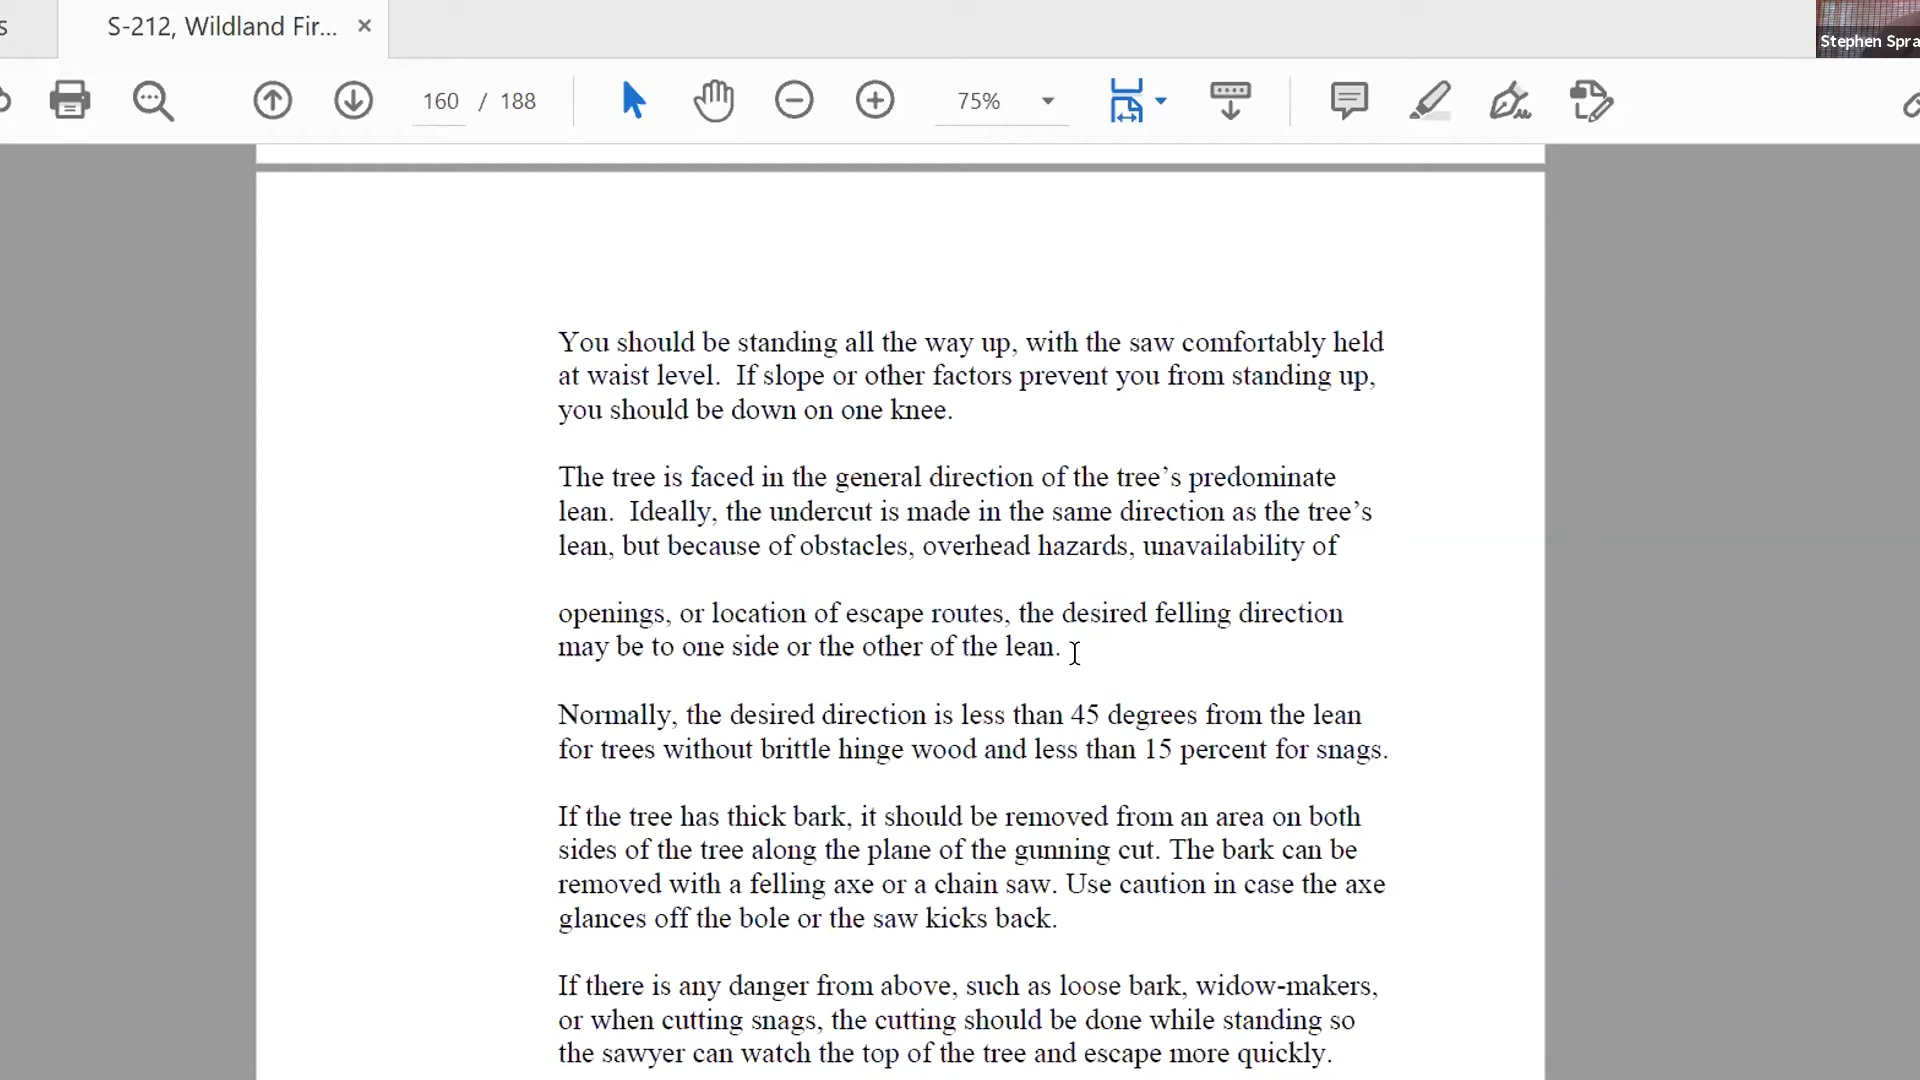 s
S-212, Wildland Fir...
Stephen Spra
160 / 188
75%
You should be standing all the way up, with the saw comfortably held
at waist level.  If slope or other factors prevent you from standing up,
you should be down on one knee.
The tree is faced in the general direction of the tree’s predominate
lean.  Ideally, the undercut is made in the same direction as the tree’s
lean, but because of obstacles, overhead hazards, unavailability of
openings, or location of escape routes, the desired felling direction
may be to one side or the other of the lean.
Normally, the desired direction is less than 45 degrees from the lean
for trees without brittle hinge wood and less than 15 percent for snags.
If the tree has thick bark, it should be removed from an area on both
sides of the tree along the plane of the gunning cut. The bark can be
removed with a felling axe or a chain saw. Use caution in case the axe
glances off the bole or the saw kicks back.
If there is any danger from above, such as loose bark, widow-makers,
or when cutting snags, the cutting should be done while standing so
the sawyer can watch the top of the tree and escape more quickly.